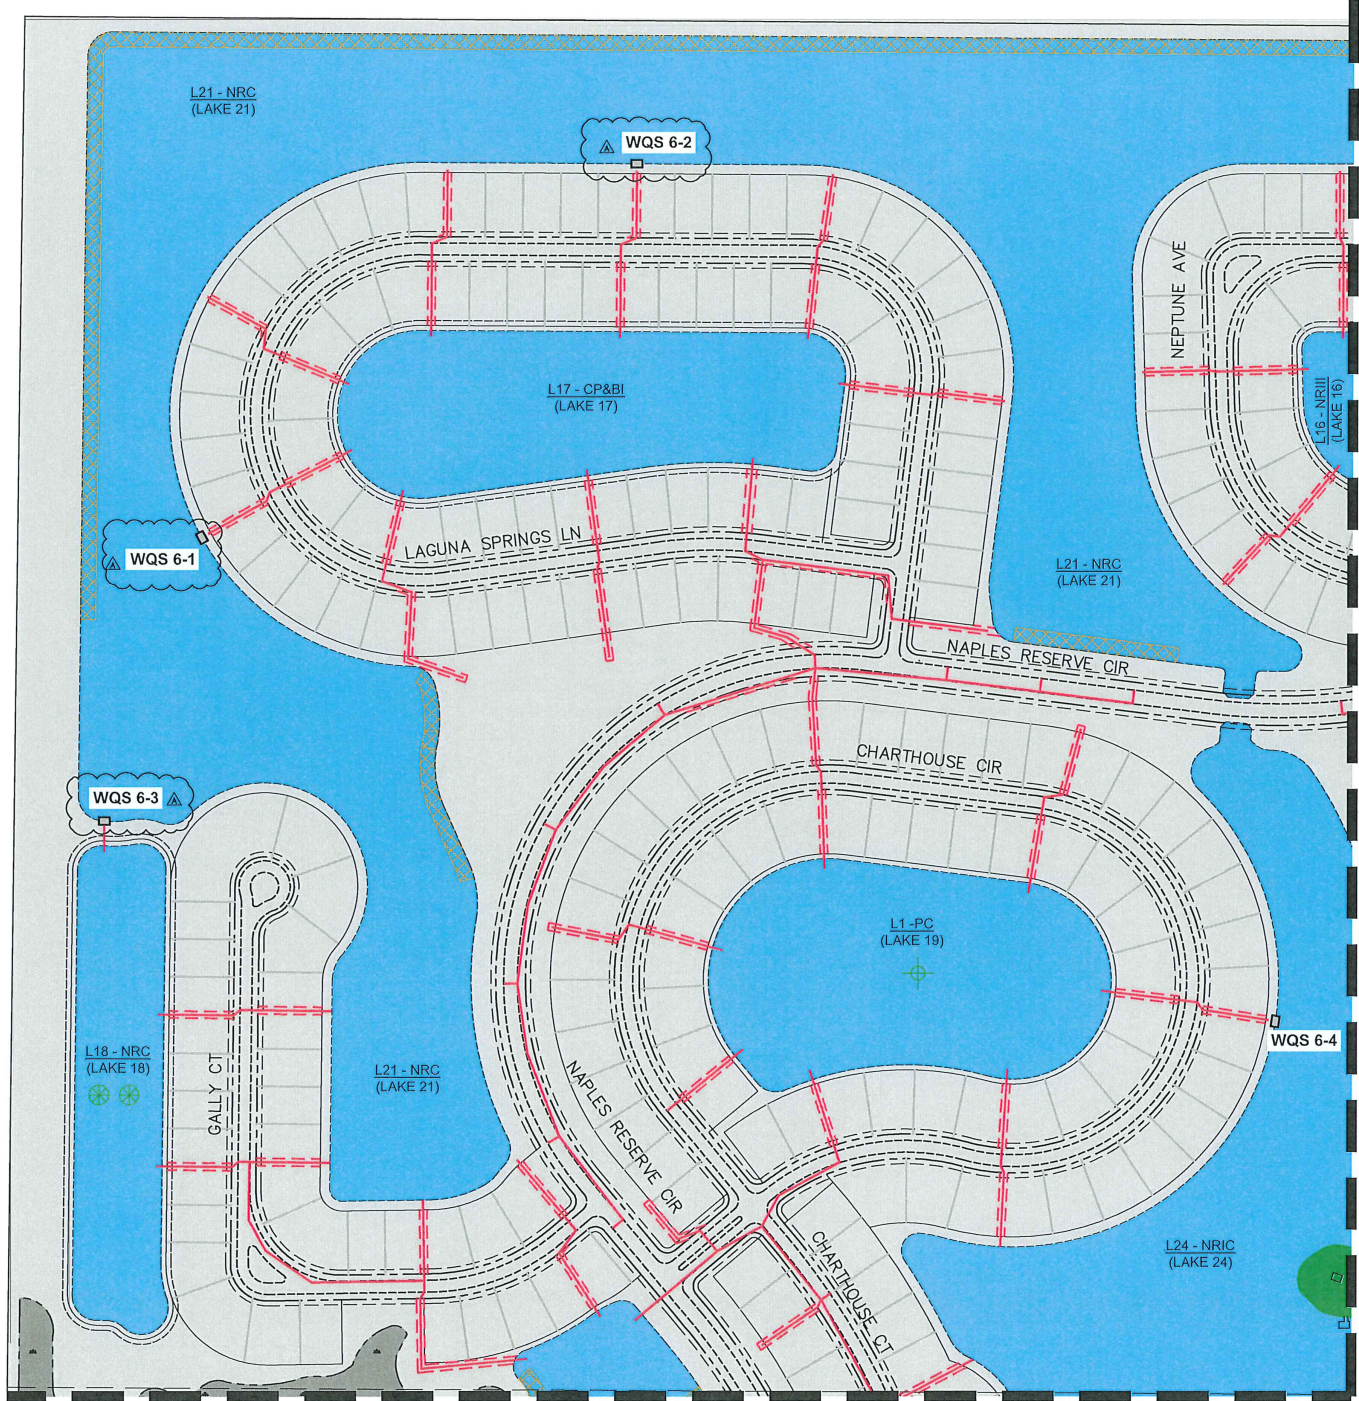 L21 - NRC
(LAKE 21)
WQS 6-2
NEPTUNE AVE
L16 - NRIII
(LAKE 16)
L17 - CP&BI
(LAKE 17)
LAGUNA SPRINGS LN
WQS 6-1
L21 - NRC
(LAKE 21)
NAPLES RESERVE CIR
CHARTHOUSE CIR
WQS 6-3
L1 -PC
(LAKE 19)
WQS 6-4
L18 - NRC
(LAKE 18)
GALLY CT
L21 - NRC
(LAKE 21)
NAPLES RESERVE CIR
CHARTHOUSE CT
L24 - NRIC
(LAKE 24)